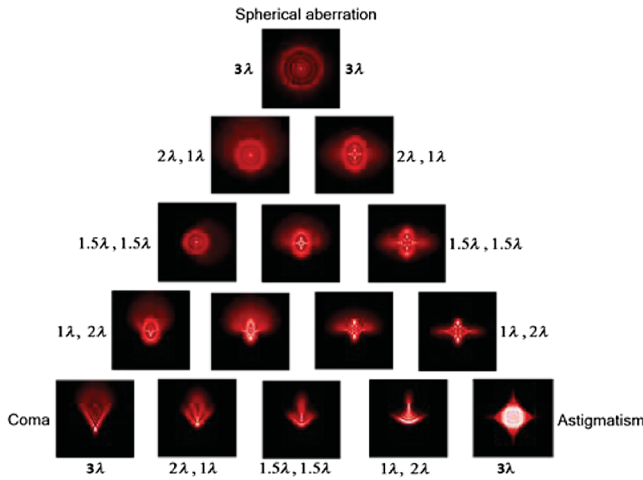 Spherical aberration
3λ 3λ
2λ, 1λ 2λ, 1λ
1.5λ, 1.5λ 1.5λ, 1.5λ
1λ, 2λ 1λ, 2λ
Coma Astigmatism
3λ 2λ, 1λ 1.5λ, 1.5λ 1λ, 2λ 3λ